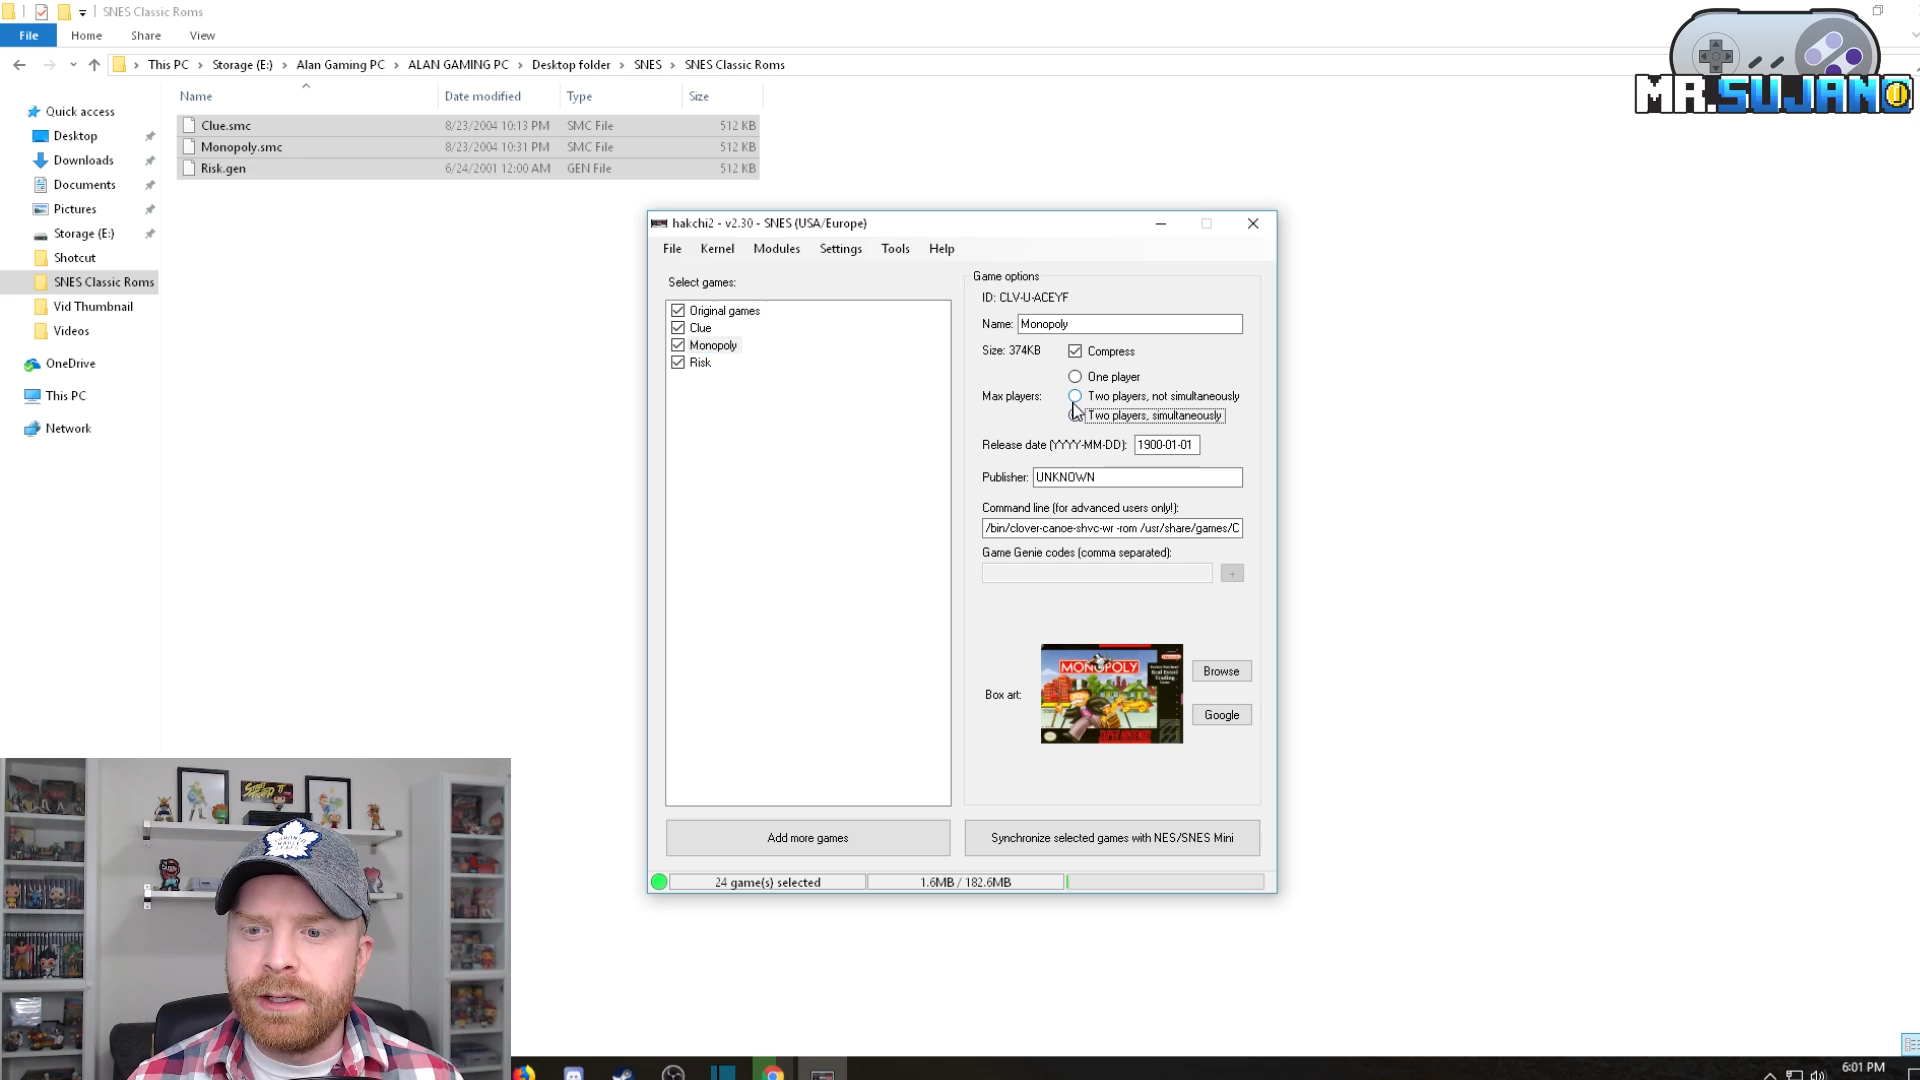 SNES Classic Roms
File Home Share View
This PC Storage (E:) Alan Gaming PC ALAN GAMING PC Desktop folder SNES SNES Classic Roms
Name Date modified Type Size
Clue.smc 8/23/2004 10:13 PM SMC File 512 KB
Monopoly.smc 8/23/2004 10:31 PM SMC File 512 KB
Risk.gen 6/24/2001 12:00 AM GEN File 512 KB
Quick access
Desktop
Downloads
Documents
Pictures
Storage (E:)
Shotcut
SNES Classic Roms
Vid Thumbnail
Videos
OneDrive
This PC
Network
MR.SUJANO
hakchi2 - v2.30 - SNES (USA/Europe)
File Kernel Modules Settings Tools Help
Select games:
Original games
Clue
Monopoly
Risk
Game options
ID: CLV-U-ACEYF
Name: Monopoly
Size: 374KB Compress
One player
Max players: Two players, not simultaneously
Two players, simultaneously
Release date (YYYY-MM-DD): 1900-01-01
Publisher: UNKNOWN
Command line (for advanced users only!):
/bin/clover-canoe-shvc-wr -rom /usr/share/games/C
Game Genie codes (comma separated):
+
MONOPOLY
SUPER NINTENDO
Box art:
Browse
Google
Add more games
Synchronize selected games with NES/SNES Mini
24 game(s) selected
1.6MB / 182.6MB
TORONTO
MAPLE
LEAFS
6:01 PM